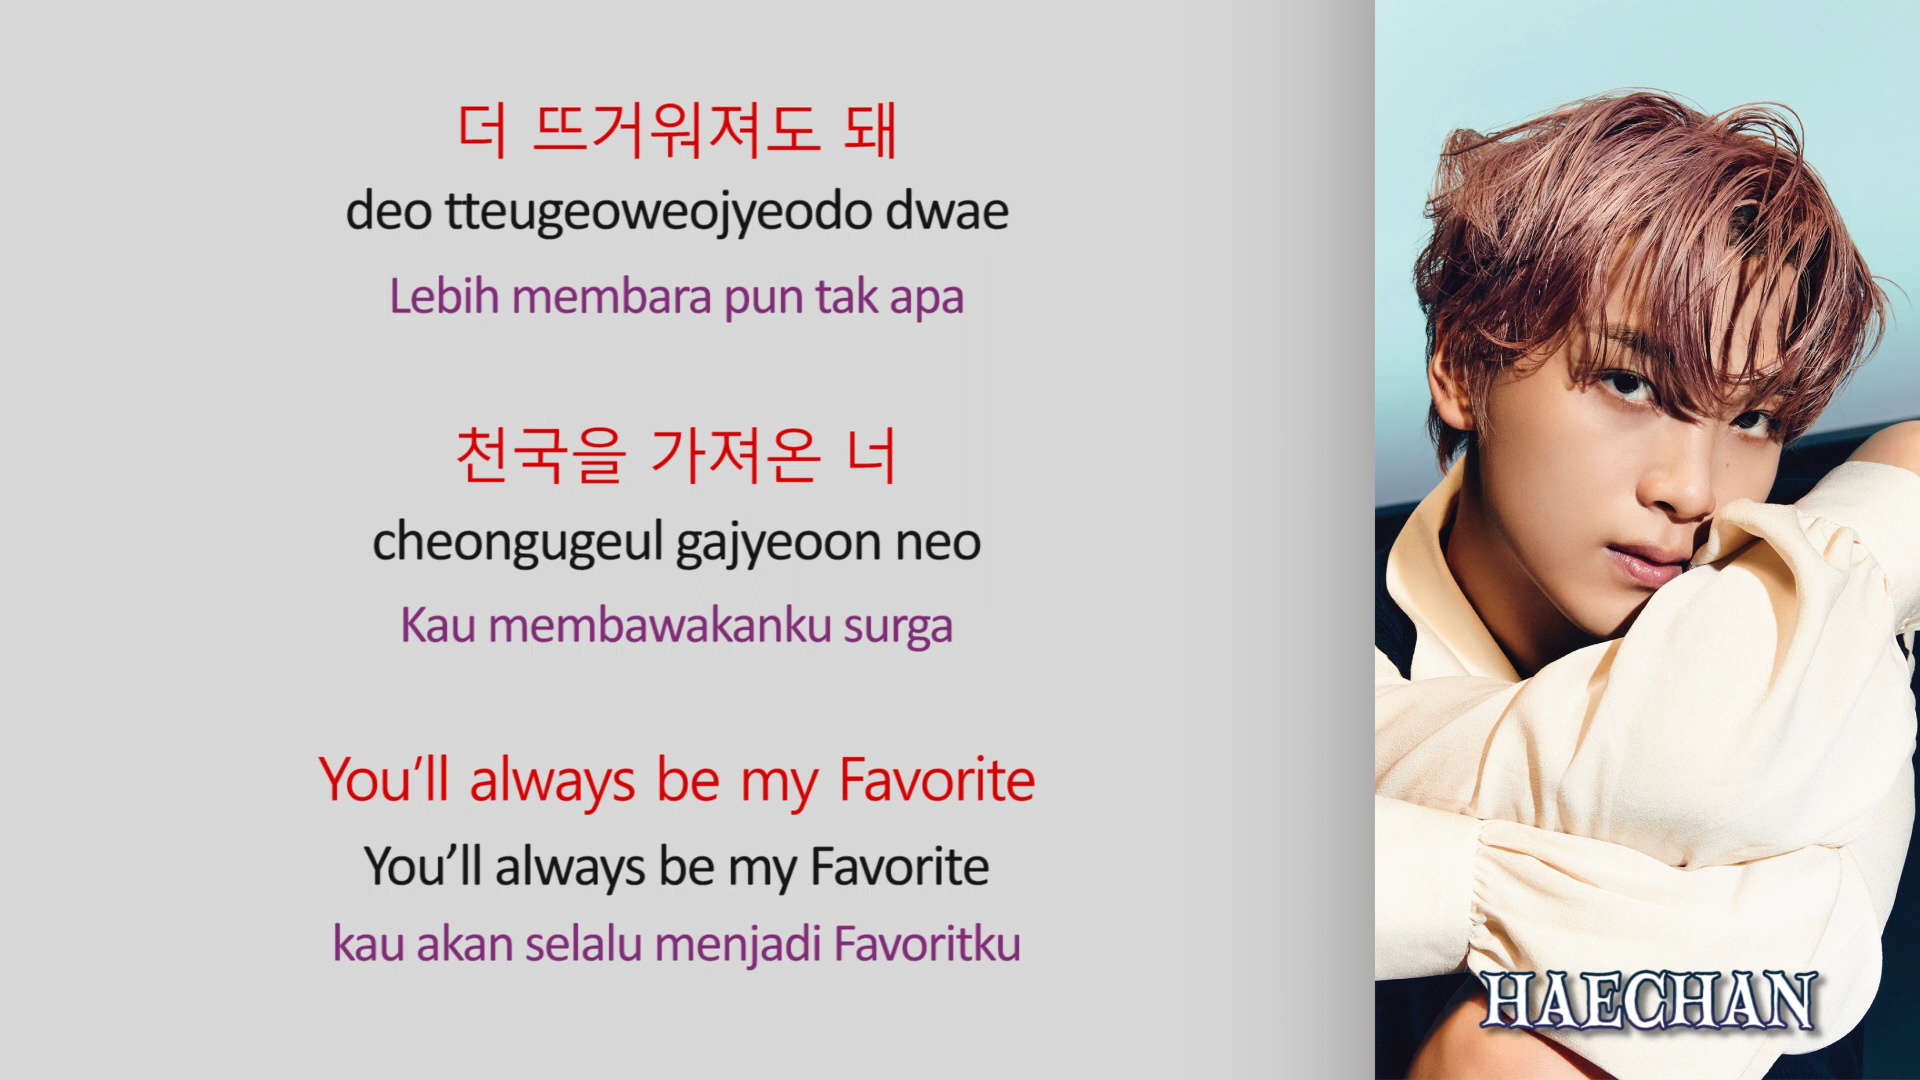 더 뜨거워져도 돼
deo tteugeoweojyeodo dwae
Lebih membara pun tak apa
천국을 가져온 너
cheongugeul gajyeoon neo
Kau membawakanku surga
You’ll always be my Favorite
You’ll always be my Favorite
kau akan selalu menjadi Favoritku
HAECHAN